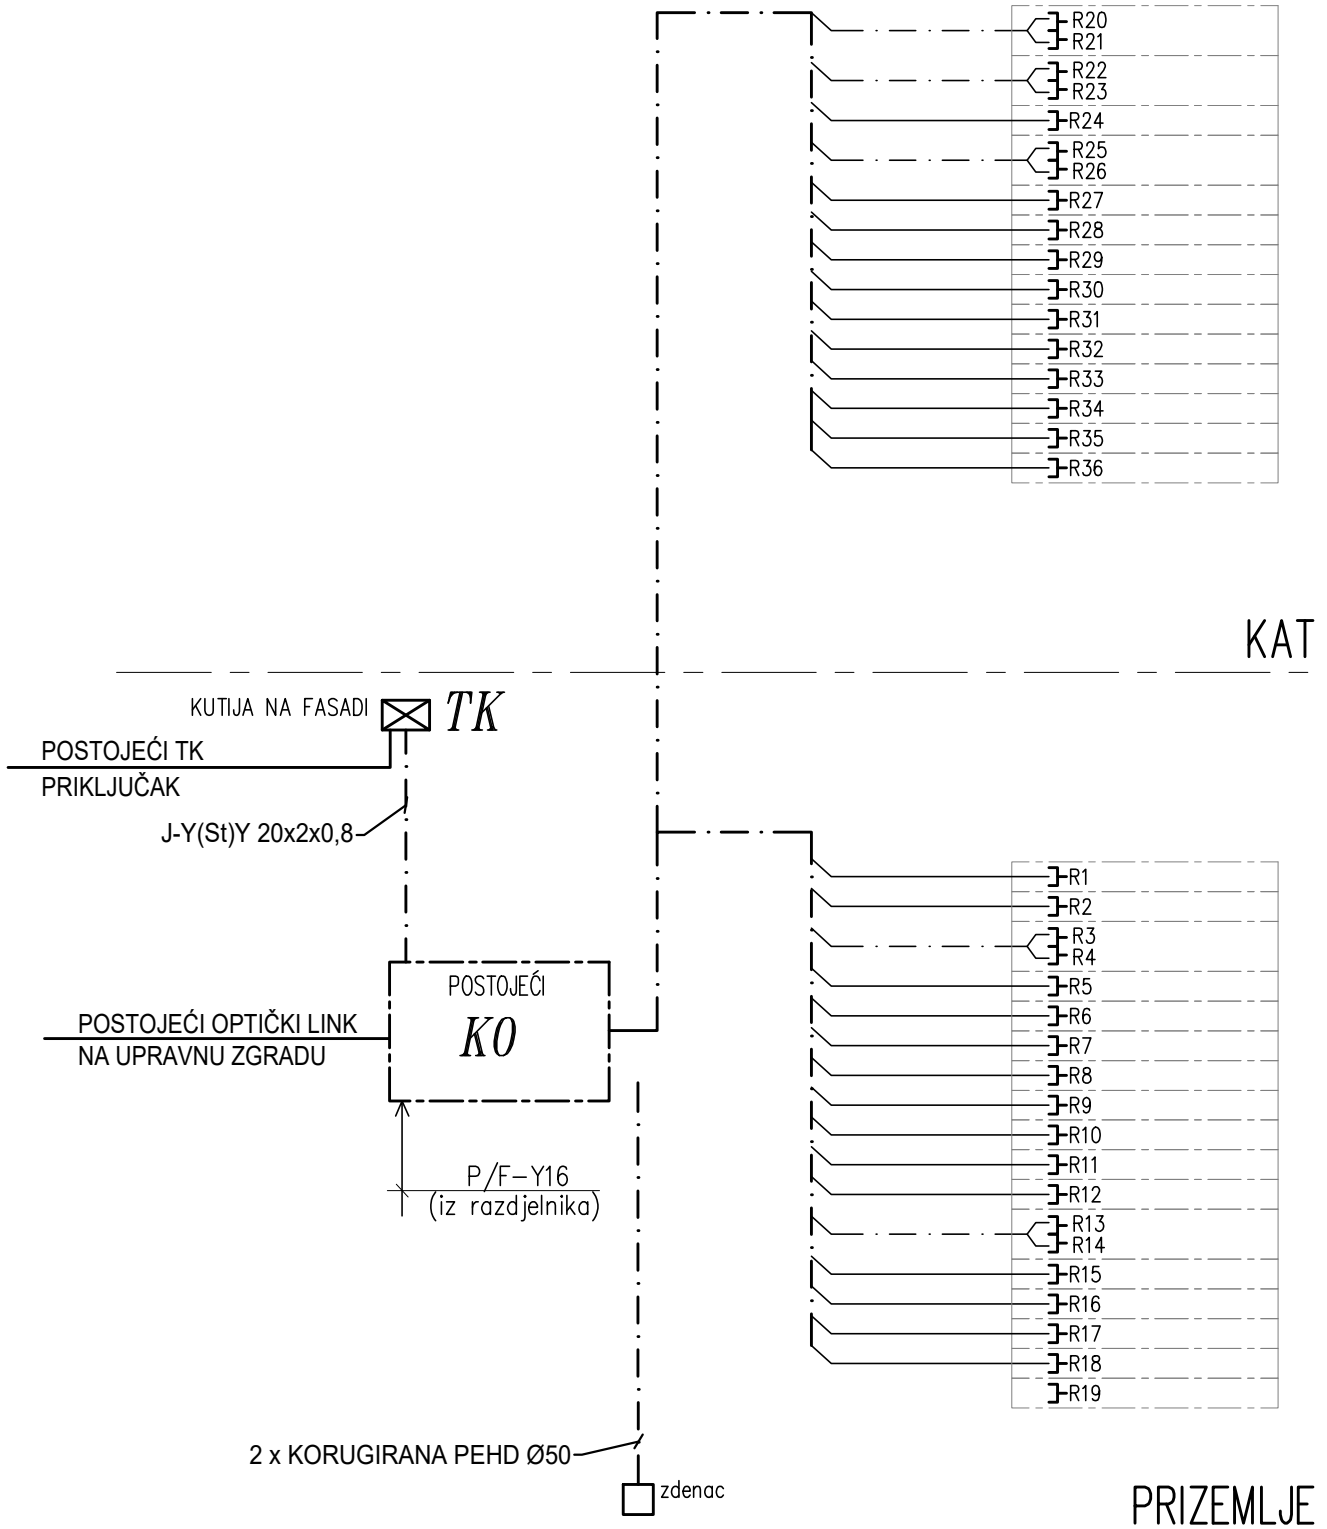 R20
R21
R22
R23
R24
R25
R26
R27
R28
R29
R30
R31
R32
R33
R34
R35
R36
KAT
KUTIJA NA FASADI
TK
POSTOJEĆI TK
PRIKLJUČAK
J-Y(St)Y 20x2x0,8
POSTOJEĆI
KO
POSTOJEĆI OPTIČKI LINK
NA UPRAVNU ZGRADU
P/F-Y16
(iz razdjelnika)
R1
R2
R3
R4
R5
R6
R7
R8
R9
R10
R11
R12
R13
R14
R15
R16
R17
R18
R19
2 x KORUGIRANA PEHD Ø50
zdenac
PRIZEMLJE